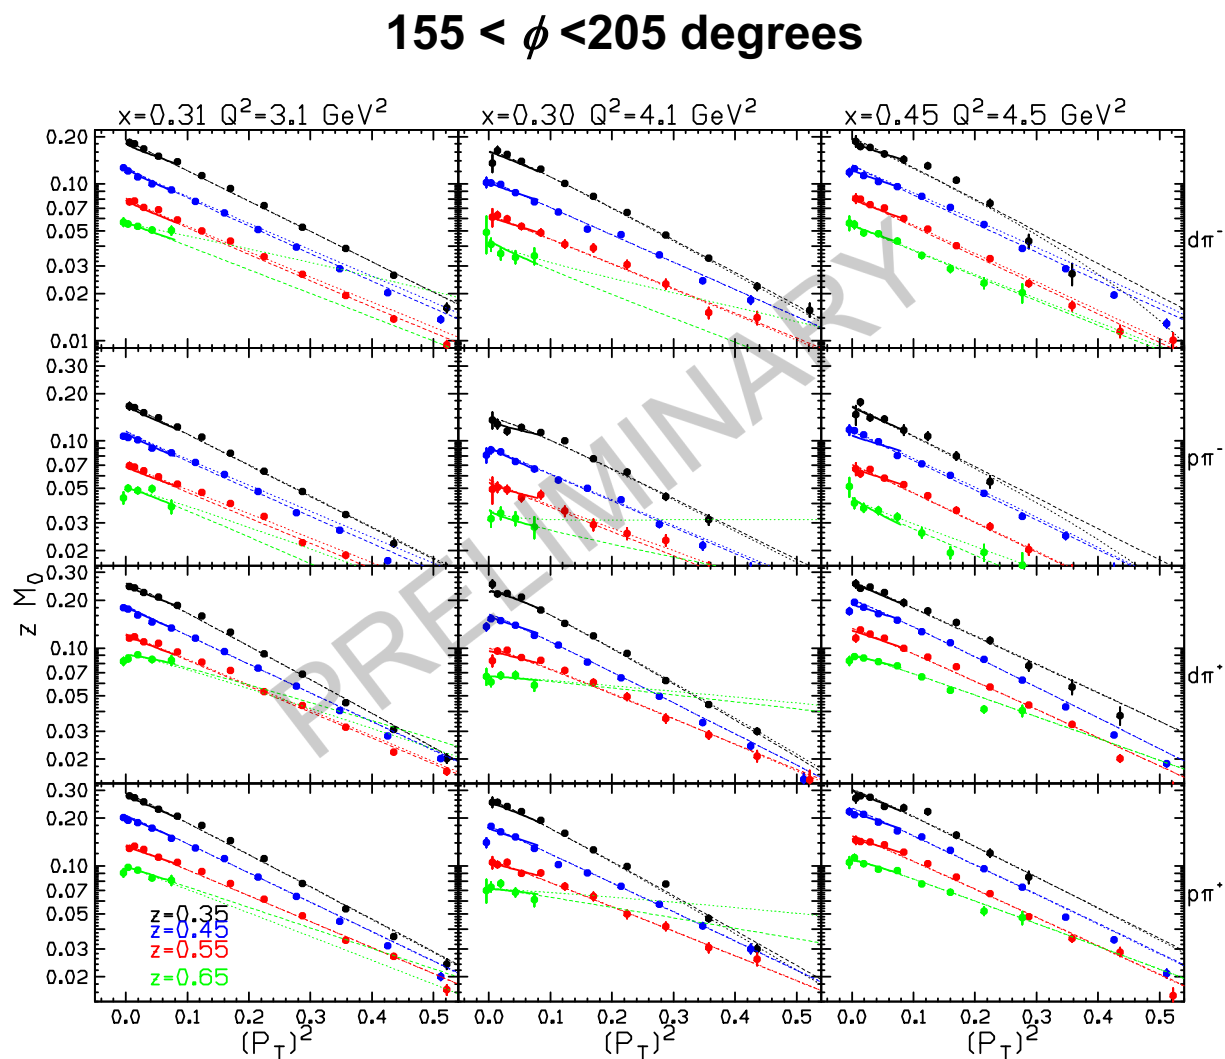 155 < ϕ <205 degrees
x=0.31 Q²=3.1 GeV² x=0.30 Q²=4.1 GeV² x=0.45 Q²=4.5 GeV²
0.20
0.10
0.07
0.05
0.03
0.02
0.01
dπ⁻
0.30
0.20
0.10
0.07
0.05
0.03
0.02
pπ⁻
PRELIMINARY
z M₀
0.30
0.20
0.10
0.07
0.05
0.03
0.02
dπ⁺
0.30
0.20
0.10
0.07
0.05
0.03
0.02
pπ⁺
z=0.35
z=0.45
z=0.55
z=0.65
0.0 0.1 0.2 0.3 0.4 0.5 0.0 0.1 0.2 0.3 0.4 0.5 0.0 0.1 0.2 0.3 0.4 0.5
(P_T)² (P_T)² (P_T)²